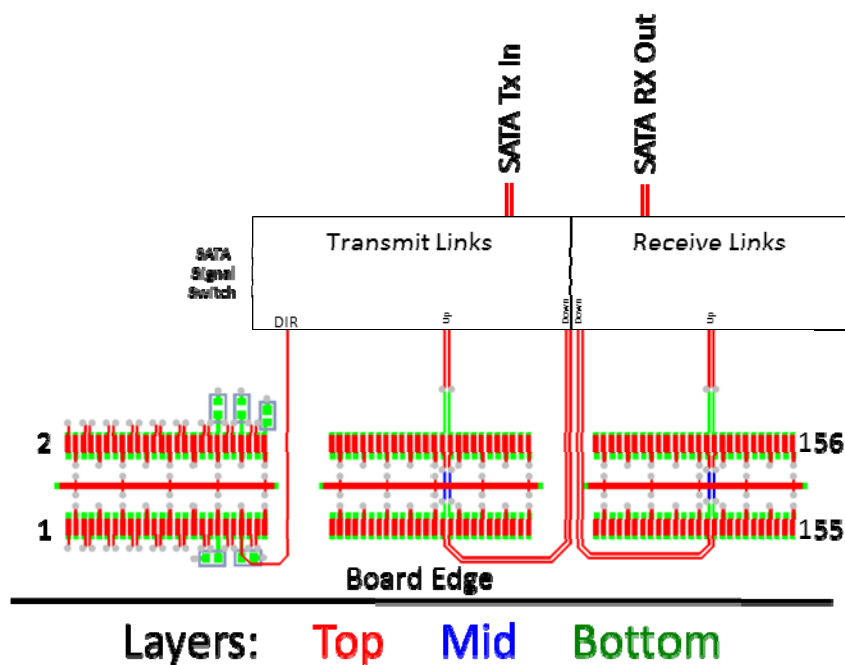 SATA Tx In
SATA RX Out
Transmit Links
Receive Links
SATA
Signal
Switch
DIR
Up
Down
Down
Up
2
156
1
155
Board Edge
Layers: Top Mid Bottom